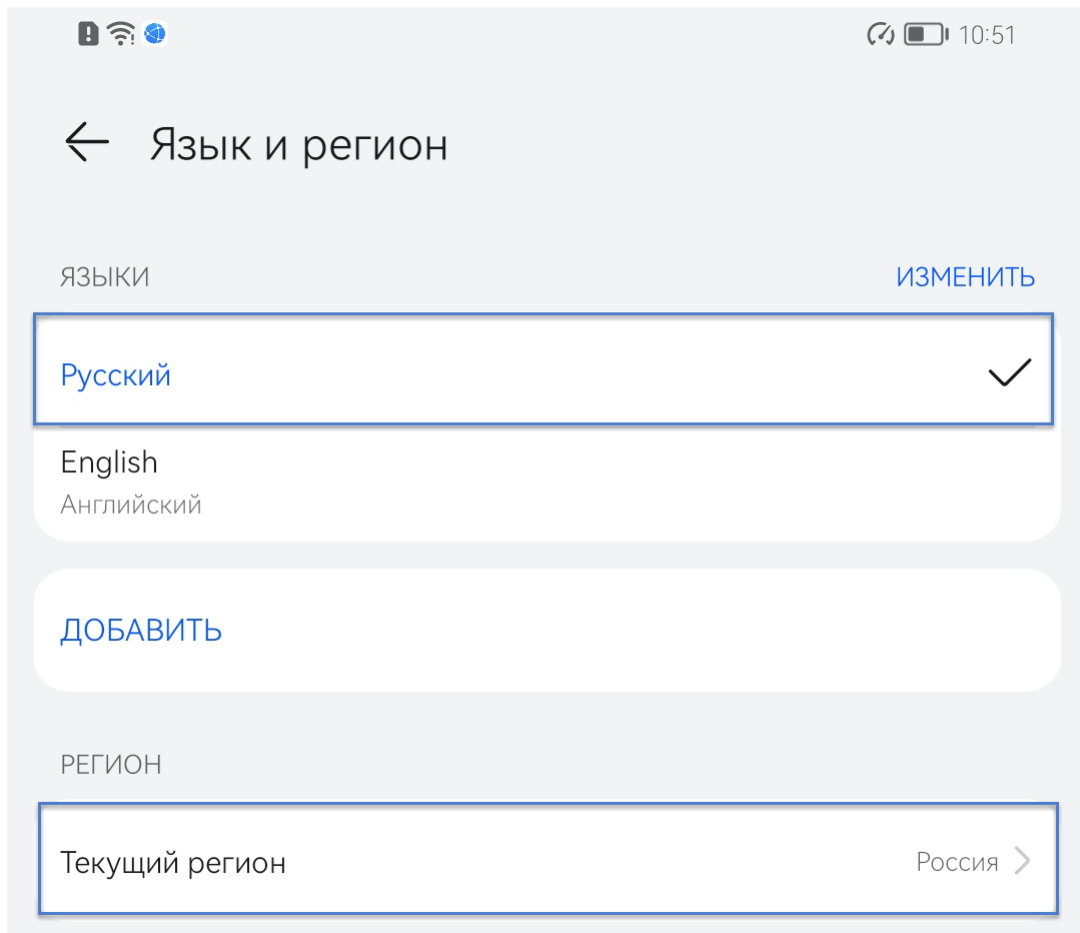 10:51
Язык и регион
ЯЗЫКИ ИЗМЕНИТЬ
Русский
English
Английский
ДОБАВИТЬ
РЕГИОН
Текущий регион Россия